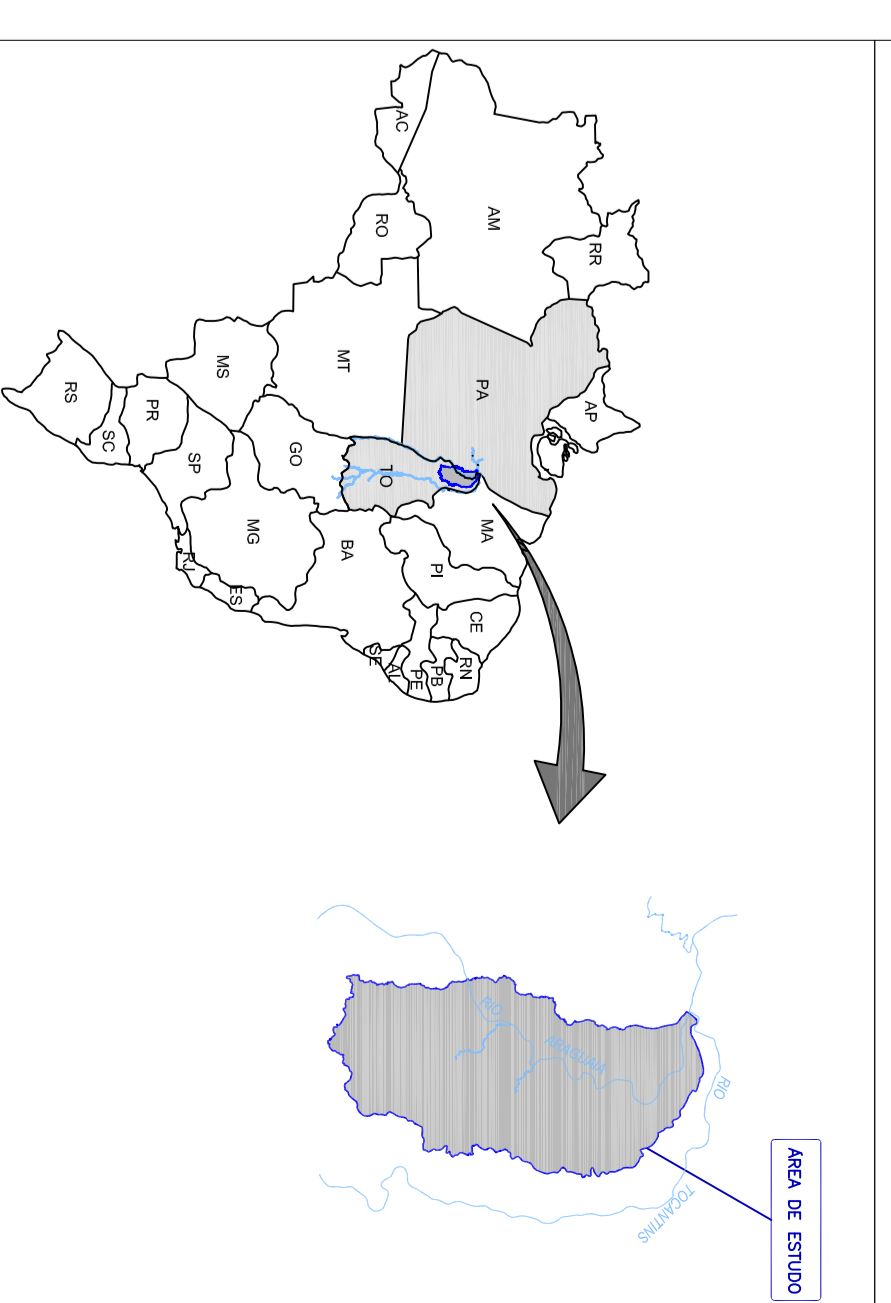 RR
AP
AM
PA
AC
RO
MT
TO
MA
PI
CE
RN
PB
PE
AL
SE
BA
GO
MS
MG
ES
RJ
SP
PR
SC
RS
RIO
ARAGUAIA
RIO
TOCANTINS
ÁREA DE ESTUDO